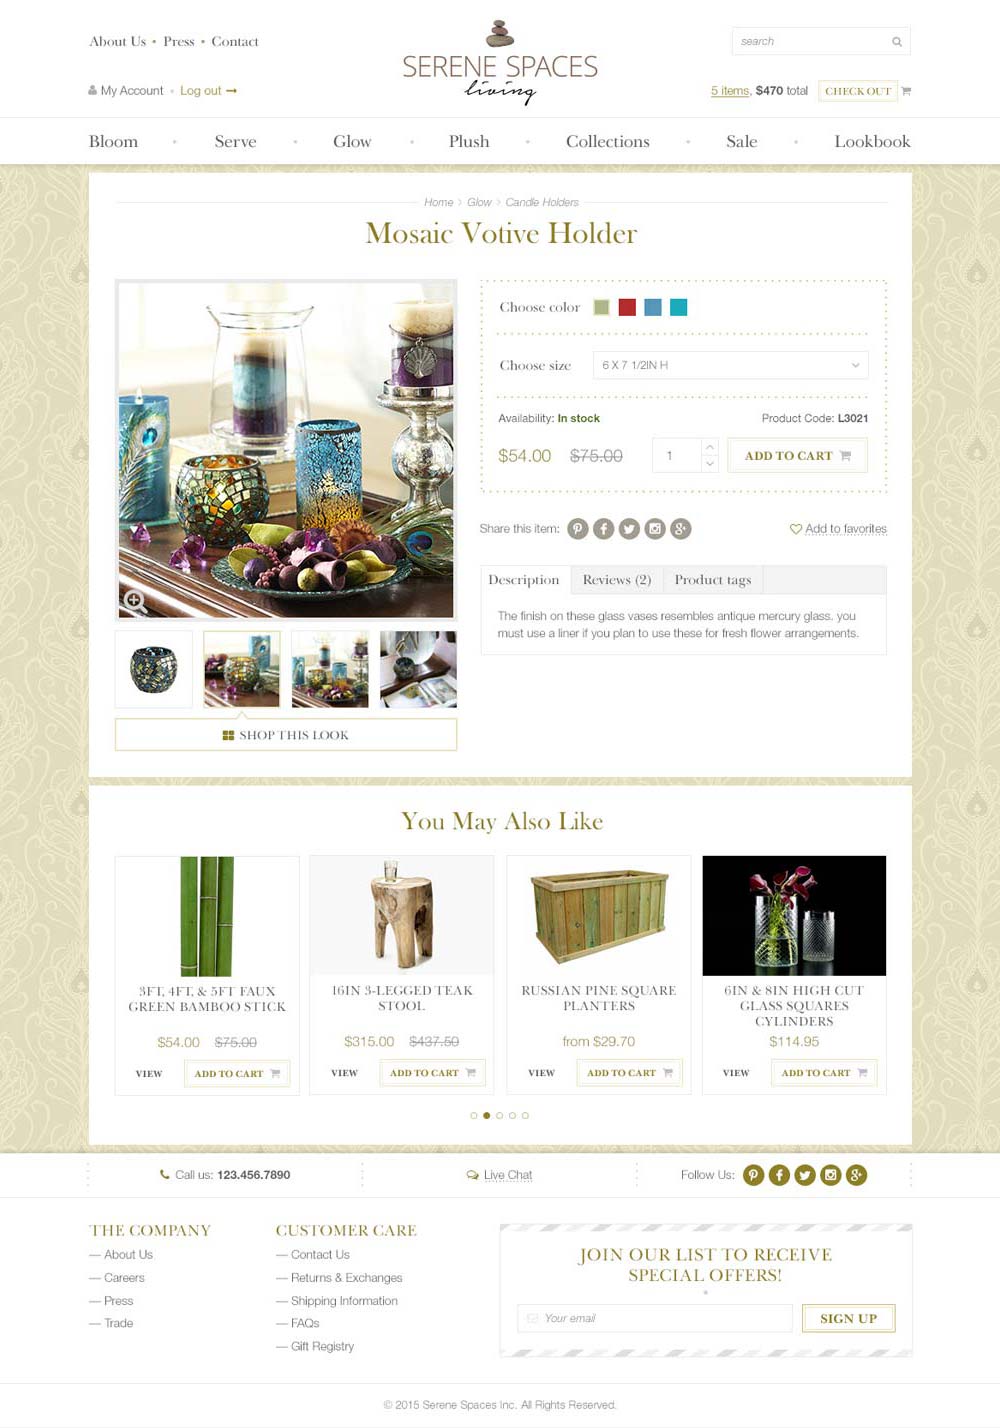 About Us • Press • Contact
SERENE SPACES
living
search
My Account • Log out
5 items, $470 total CHECK OUT
Bloom • Serve • Glow • Plush • Collections • Sale • Lookbook
Home > Glow > Candle Holders
Mosaic Votive Holder
Choose color
Choose size 6 X 7 1/2IN H
Availability: In stock Product Code: L3021
$54.00 $75.00 1 ADD TO CART
Share this item: Add to favorites
Description Reviews (2) Product tags
The finish on these glass vases resembles antique mercury glass. you
must use a liner if you plan to use these for fresh flower arrangements.
SHOP THIS LOOK
You May Also Like
3FT, 4FT, & 5FT FAUX
GREEN BAMBOO STICK
$54.00 $75.00
VIEW ADD TO CART
16IN 3-LEGGED TEAK
STOOL
$315.00 $437.50
VIEW ADD TO CART
RUSSIAN PINE SQUARE
PLANTERS
from $29.70
VIEW ADD TO CART
6IN & 8IN HIGH CUT
GLASS SQUARES
CYLINDERS
$114.95
VIEW ADD TO CART
Call us: 123.456.7890
Live Chat
Follow Us:
THE COMPANY
— About Us
— Careers
— Press
— Trade
CUSTOMER CARE
— Contact Us
— Returns & Exchanges
— Shipping Information
— FAQs
— Gift Registry
JOIN OUR LIST TO RECEIVE
SPECIAL OFFERS!
*
Your email SIGN UP
© 2015 Serene Spaces Inc. All Rights Reserved.